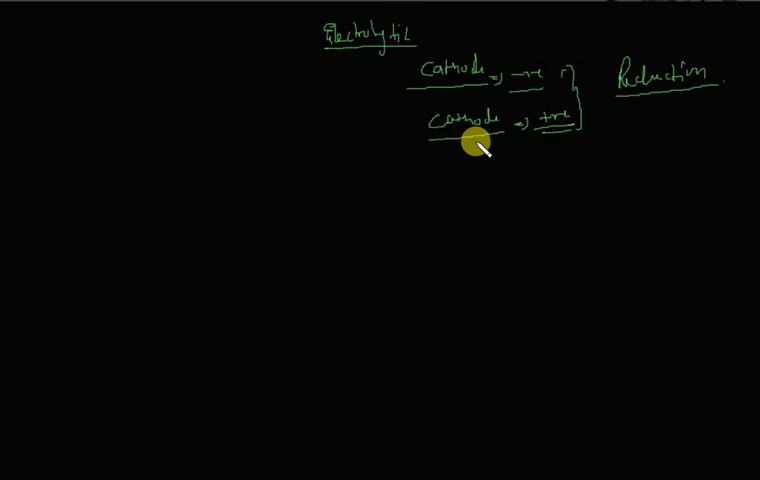 Electrolytic
Cathode => -ve
Reduction.
Cathode => +ve